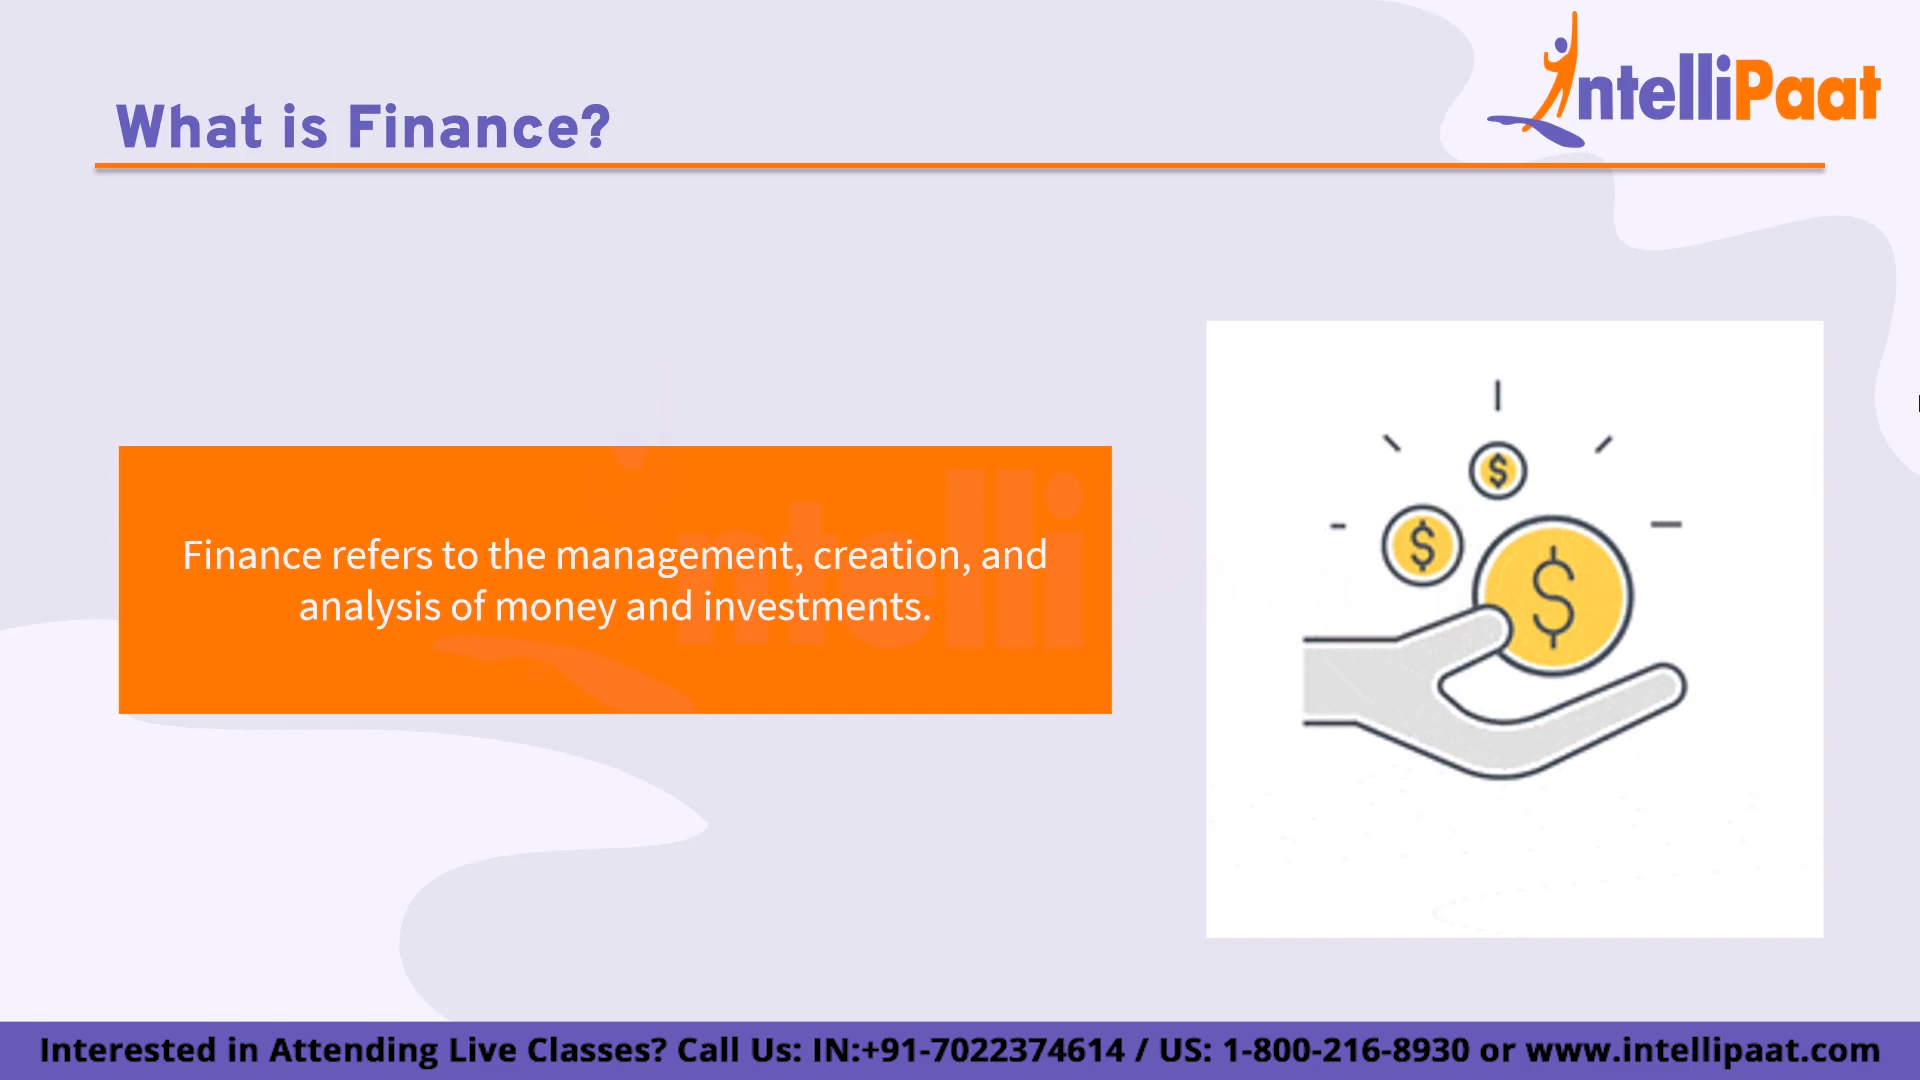 IntelliPaat
What is Finance?
Finance refers to the management, creation, and
analysis of money and investments.
$
$
$
Interested in Attending Live Classes? Call Us: IN:+91-7022374614 / US: 1-800-216-8930 or www.intellipaat.com